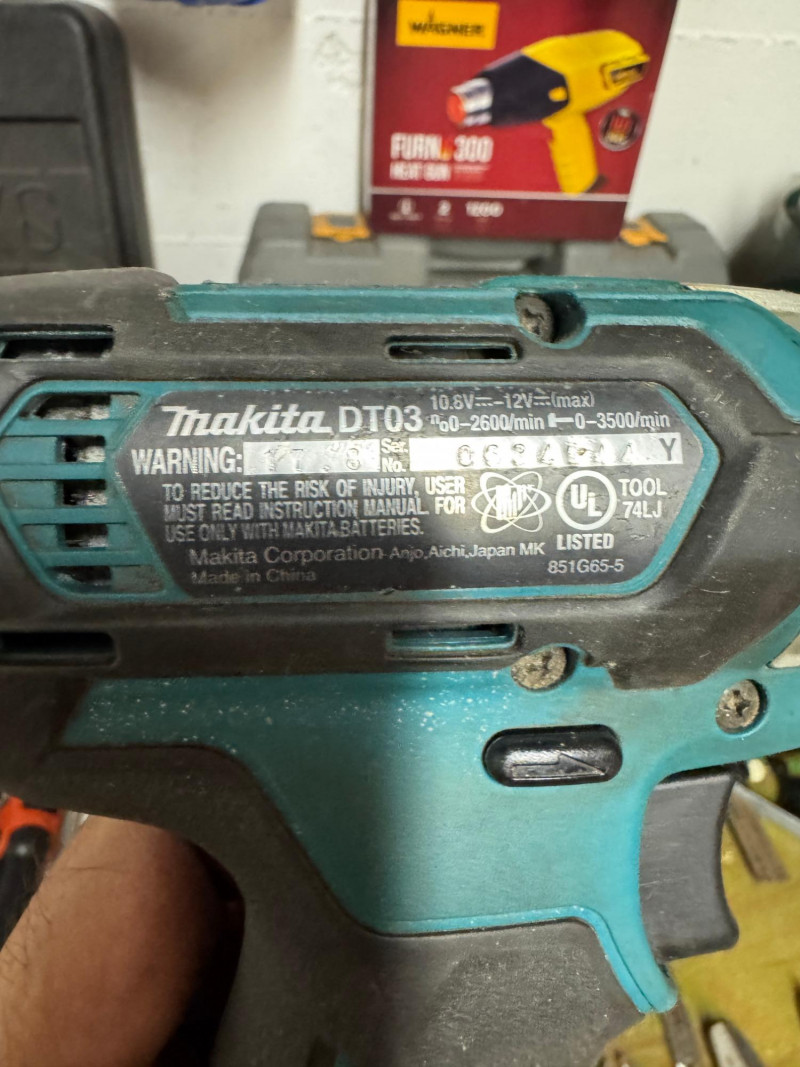 WAGNER
FURNO 300
HEAT GUN
1200
makita DT03
10.8V⎓-12V⎓(max)
n₀0-2600/min 0-3500/min
WARNING: Ser. No. Y
TO REDUCE THE RISK OF INJURY, USER
MUST READ INSTRUCTION MANUAL. FOR
USE ONLY WITH MAKITA BATTERIES.
UL
LISTED
TOOL
74LJ
Makita Corporation Anjo,Aichi,Japan MK
Made in China
851G65-5